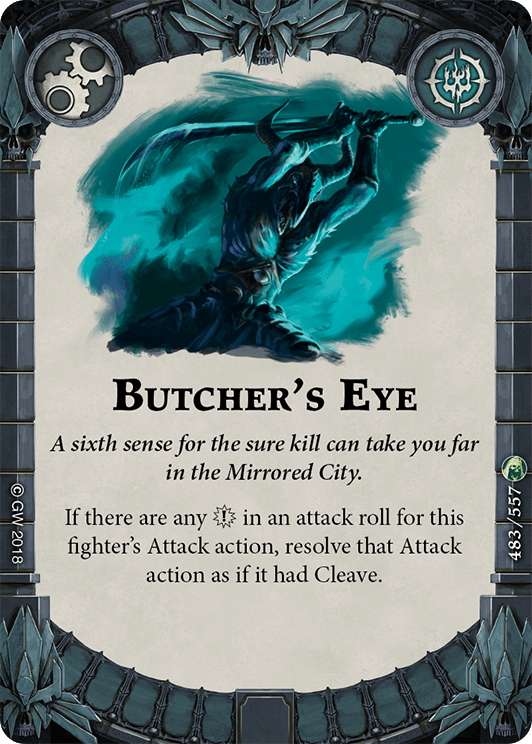 BUTCHER'S EYE
A sixth sense for the sure kill can take you far
in the Mirrored City.
If there are any in an attack roll for this
fighter's Attack action, resolve that Attack
action as if it had Cleave.
© GW 2018
483/557